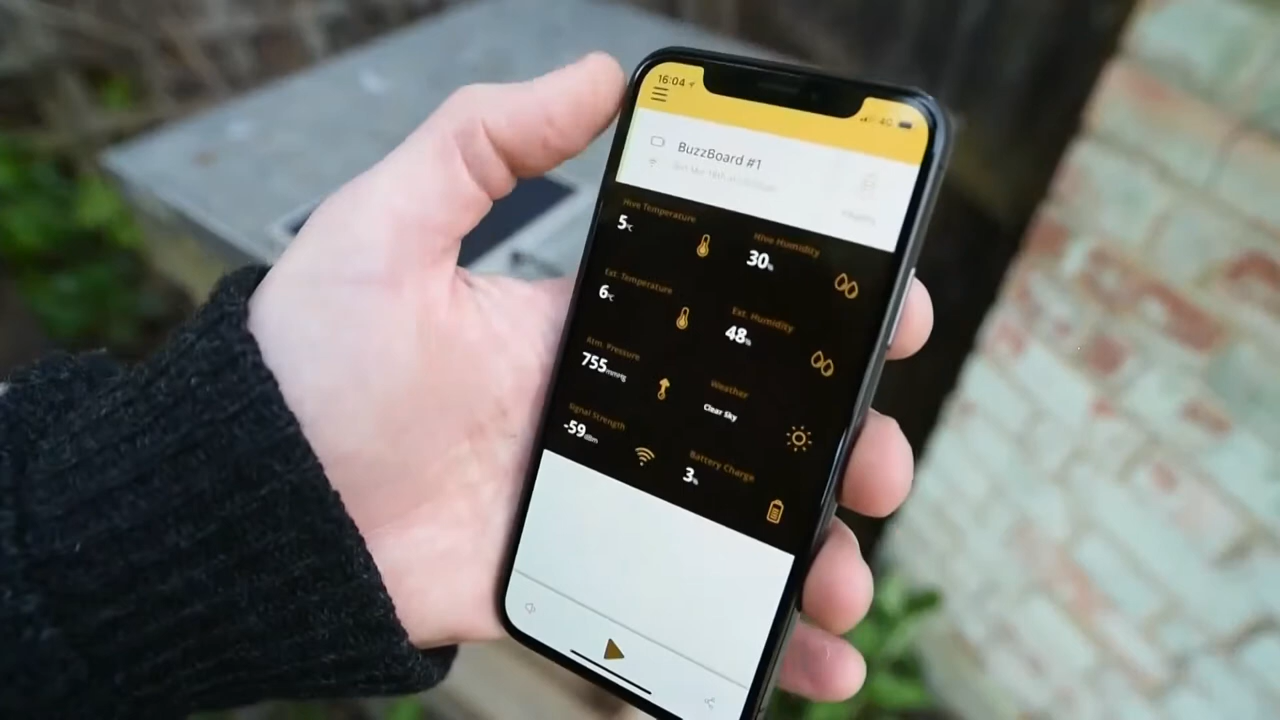 16:04
4G
BuzzBoard #1
Hive Temperature
5°C
Hive Humidity
30%
Ext. Temperature
6°C
Ext. Humidity
48%
Atm. Pressure
755mmHg
Weather
Clear Sky
Signal Strength
-59dBm
Battery Charge
3%